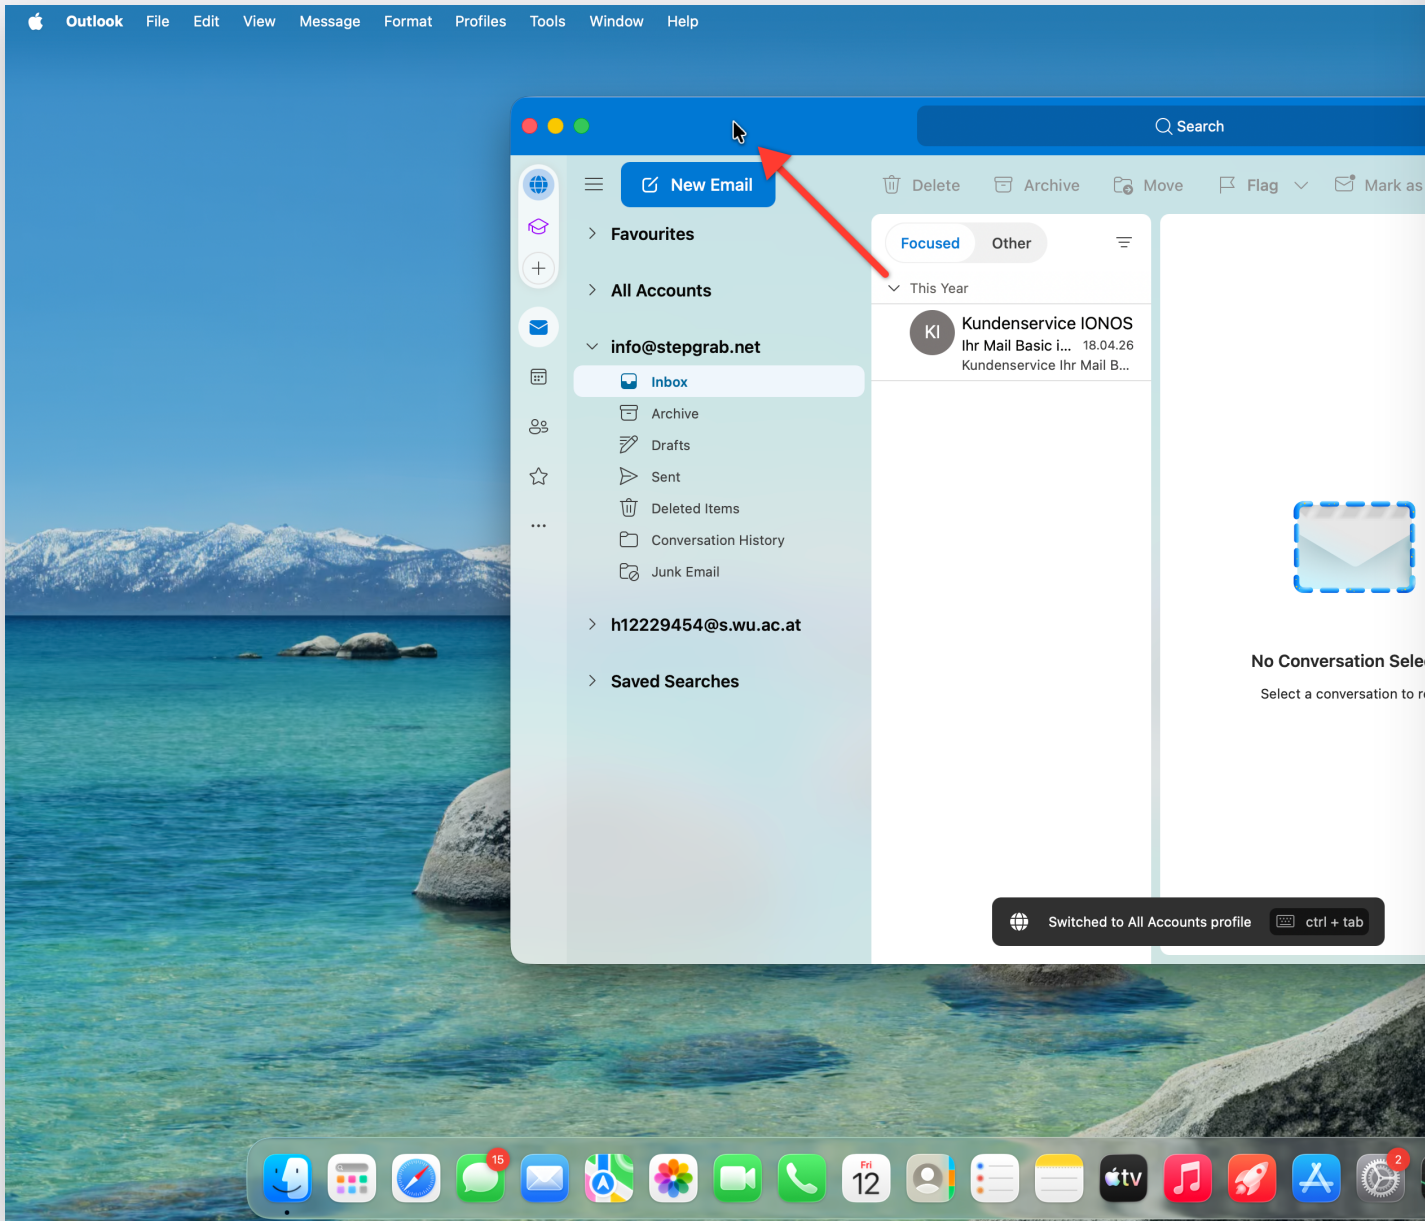 Outlook File Edit View Message Format Profiles Tools Window Help
Search
New Email
Delete Archive Move Flag Mark as
Favourites
All Accounts
info@stepgrab.net
Inbox
Archive
Drafts
Sent
Deleted Items
Conversation History
Junk Email
h12229454@s.wu.ac.at
Saved Searches
Focused Other
This Year
KI
Kundenservice IONOS
Ihr Mail Basic i... 18.04.26
Kundenservice Ihr Mail B...
No Conversation Sele
Select a conversation to r
Switched to All Accounts profile ctrl + tab
15
Fri
12
tv
2